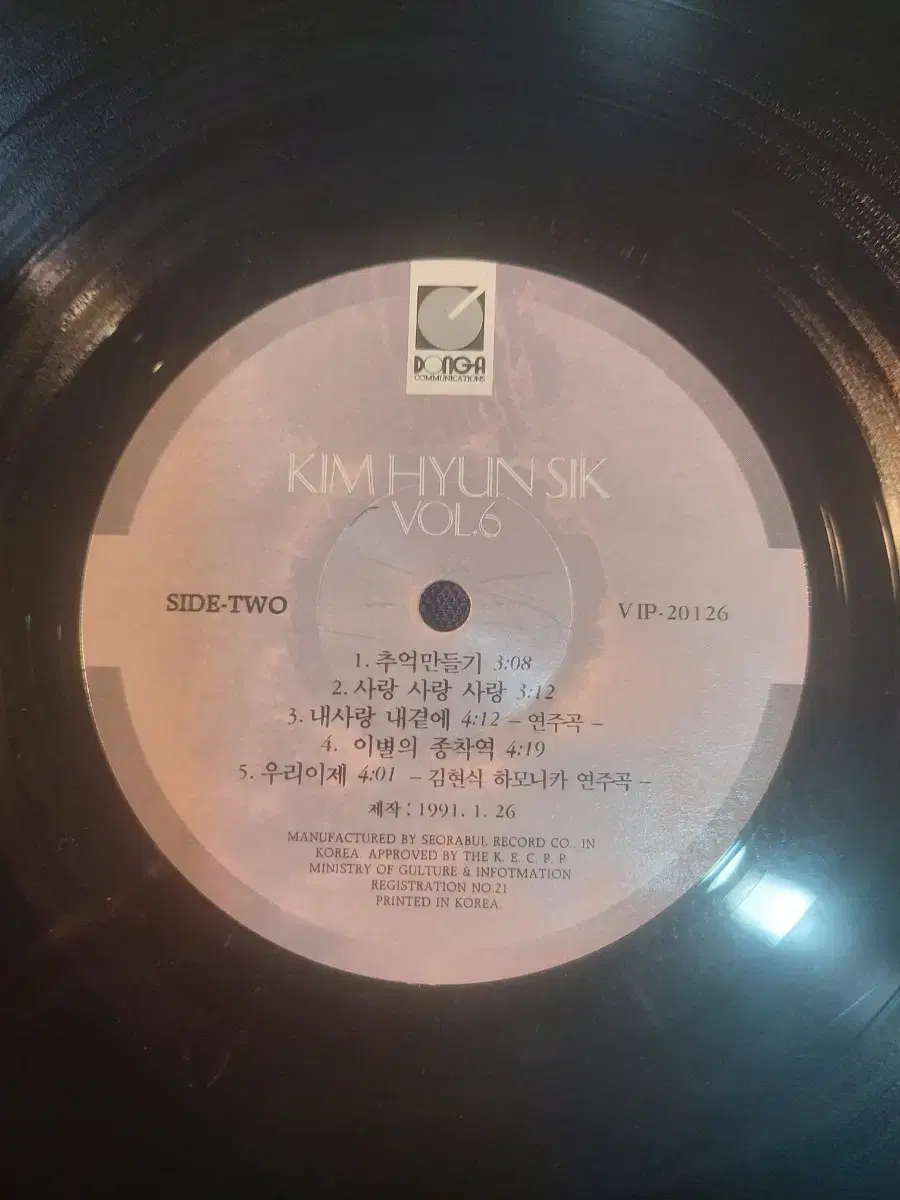 DONGA
COMMUNICATIONS
KIM HYUN SIK
VOL.6
SIDE-TWO
VIP-20126
1. 추억만들기 3:08
2. 사랑 사랑 사랑 3:12
3. 내사랑 내곁에 4:12 – 연주곡 –
4. 이별의 종착역 4:19
5. 우리이제 4:01 – 김현식 하모니카 연주곡 –
제작 : 1991. 1. 26
MANUFACTURED BY SEORABUL RECORD CO., IN
KOREA. APPROVED BY THE K. E. C. P. P
MINISTRY OF GULTURE & INFOTMATION
REGISTRATION NO.21
PRINTED IN KOREA.